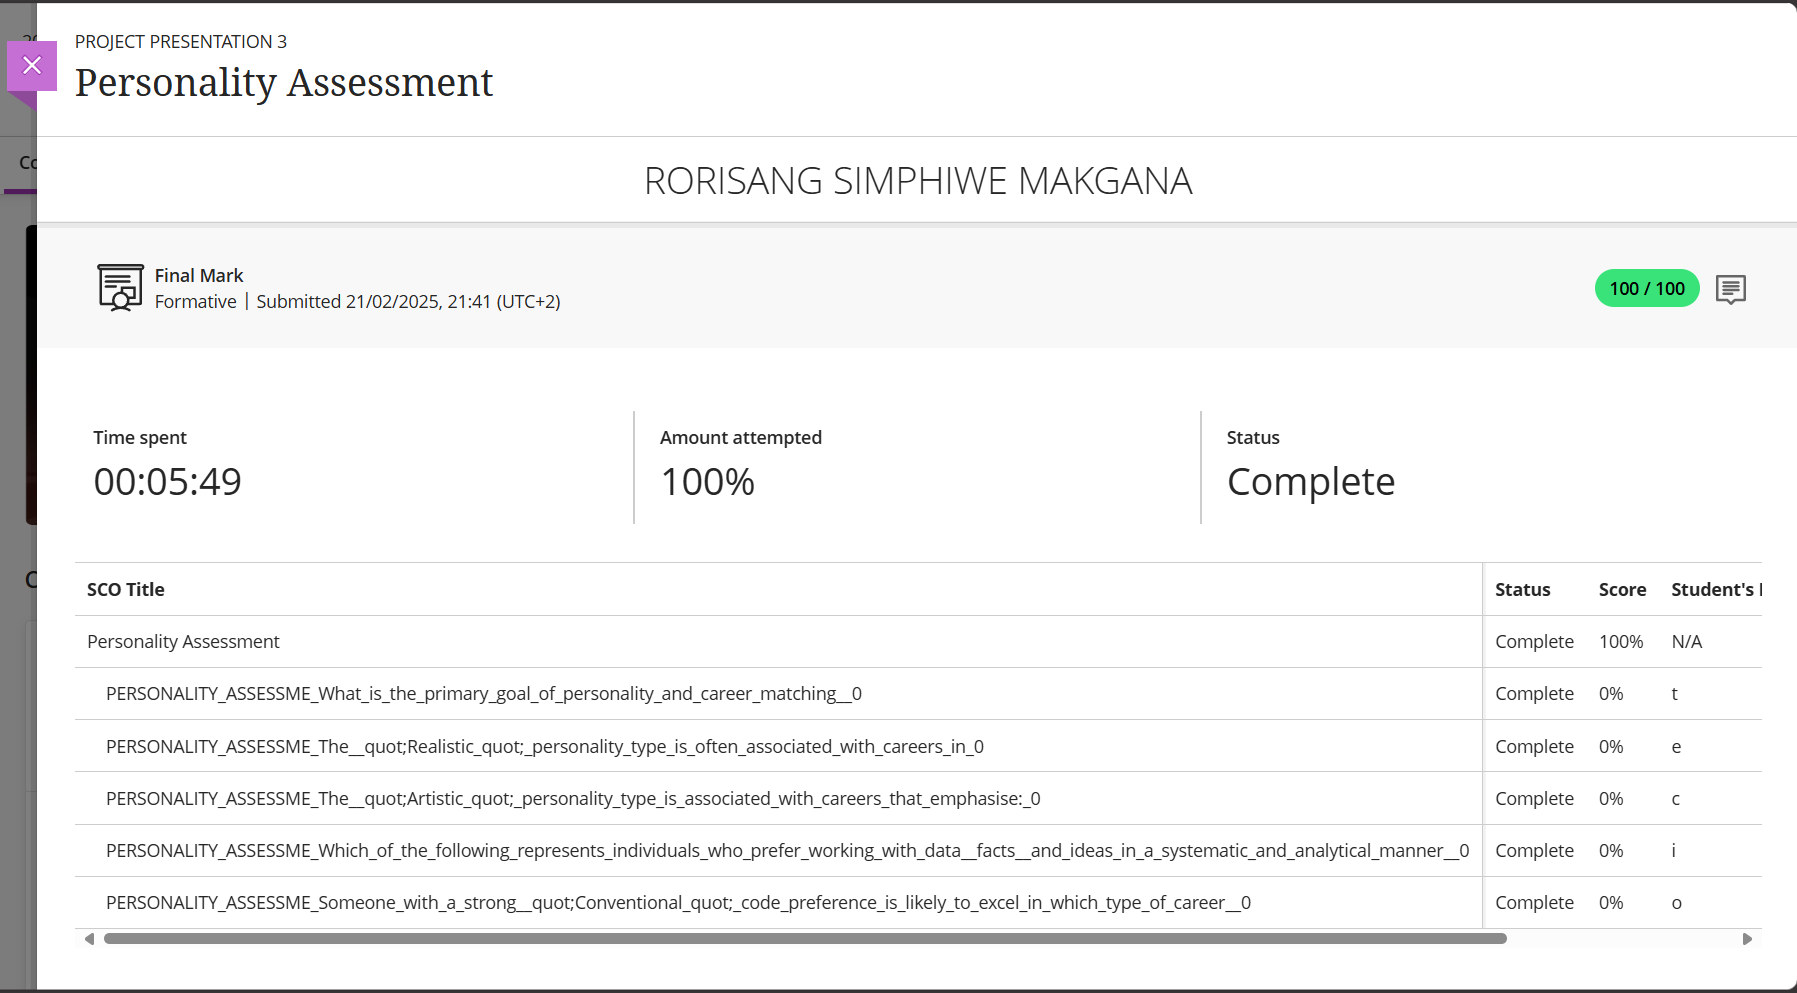 PROJECT PRESENTATION 3
Personality Assessment
RORISANG SIMPHIWE MAKGANA
Final Mark
Formative | Submitted 21/02/2025, 21:41 (UTC+2)
100 / 100
Time spent
00:05:49
Amount attempted
100%
Status
Complete
SCO Title Status Score Student's
Personality Assessment Complete 100% N/A
PERSONALITY_ASSESSME_What_is_the_primary_goal_of_personality_and_career_matching__0 Complete 0% t
PERSONALITY_ASSESSME_The__quot;Realistic_quot;_personality_type_is_often_associated_with_careers_in_0 Complete 0% e
PERSONALITY_ASSESSME_The__quot;Artistic_quot;_personality_type_is_associated_with_careers_that_emphasise:_0 Complete 0% c
PERSONALITY_ASSESSME_Which_of_the_following_represents_individuals_who_prefer_working_with_data__facts__and_ideas_in_a_systematic_and_analytical_manner__0 Complete 0% i
PERSONALITY_ASSESSME_Someone_with_a_strong__quot;Conventional_quot;_code_preference_is_likely_to_excel_in_which_type_of_career__0 Complete 0% o